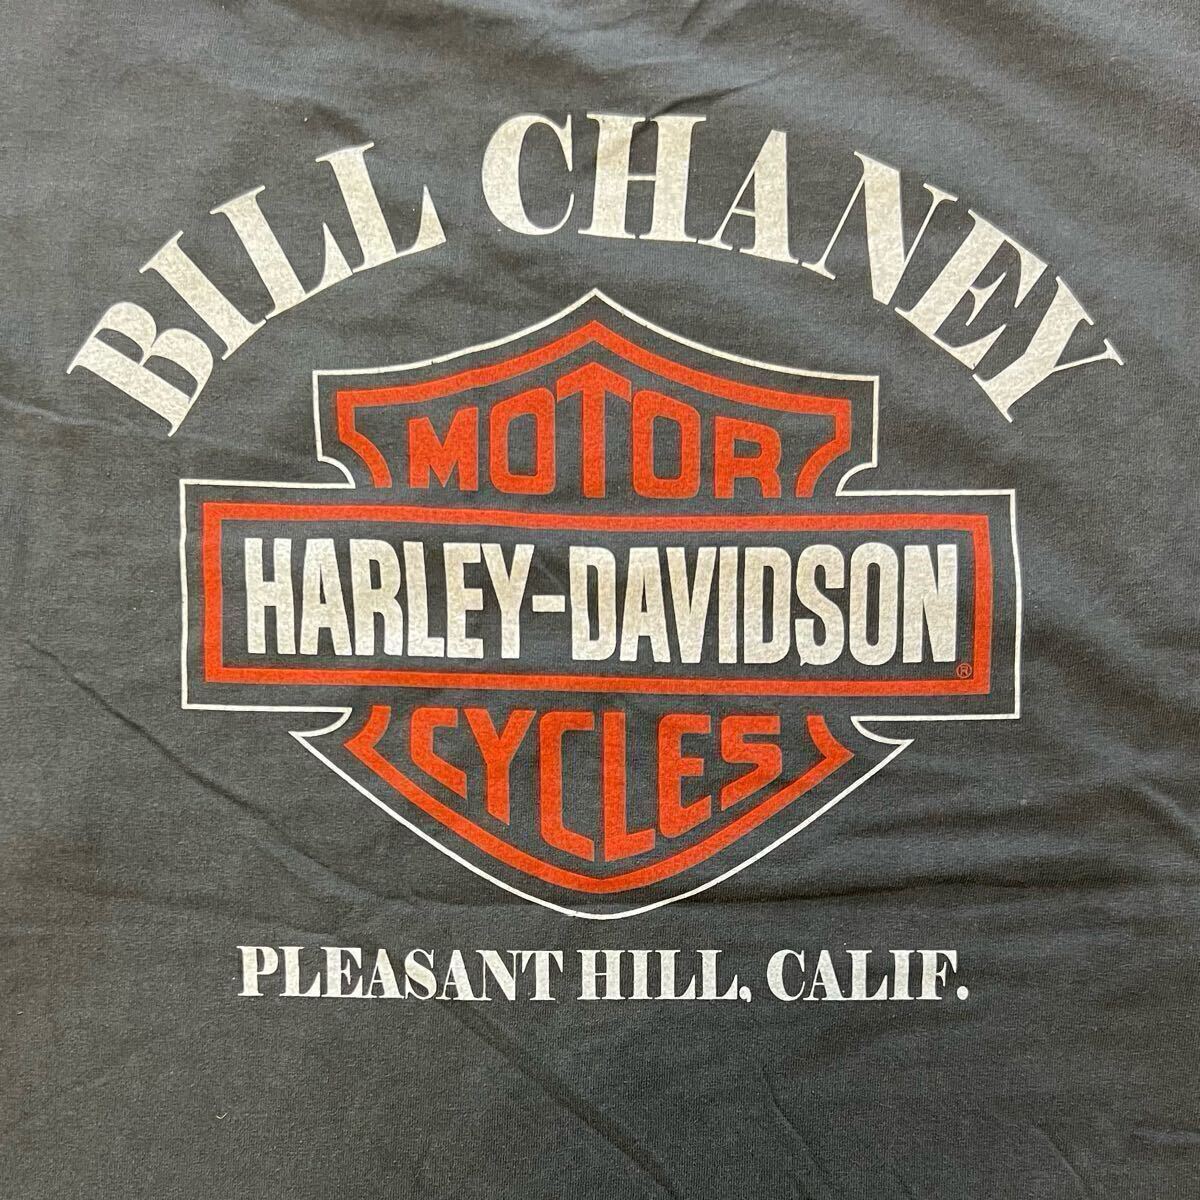 BILL CHANEY
MOTOR
HARLEY-DAVIDSON
®
CYCLES
PLEASANT HILL, CALIF.